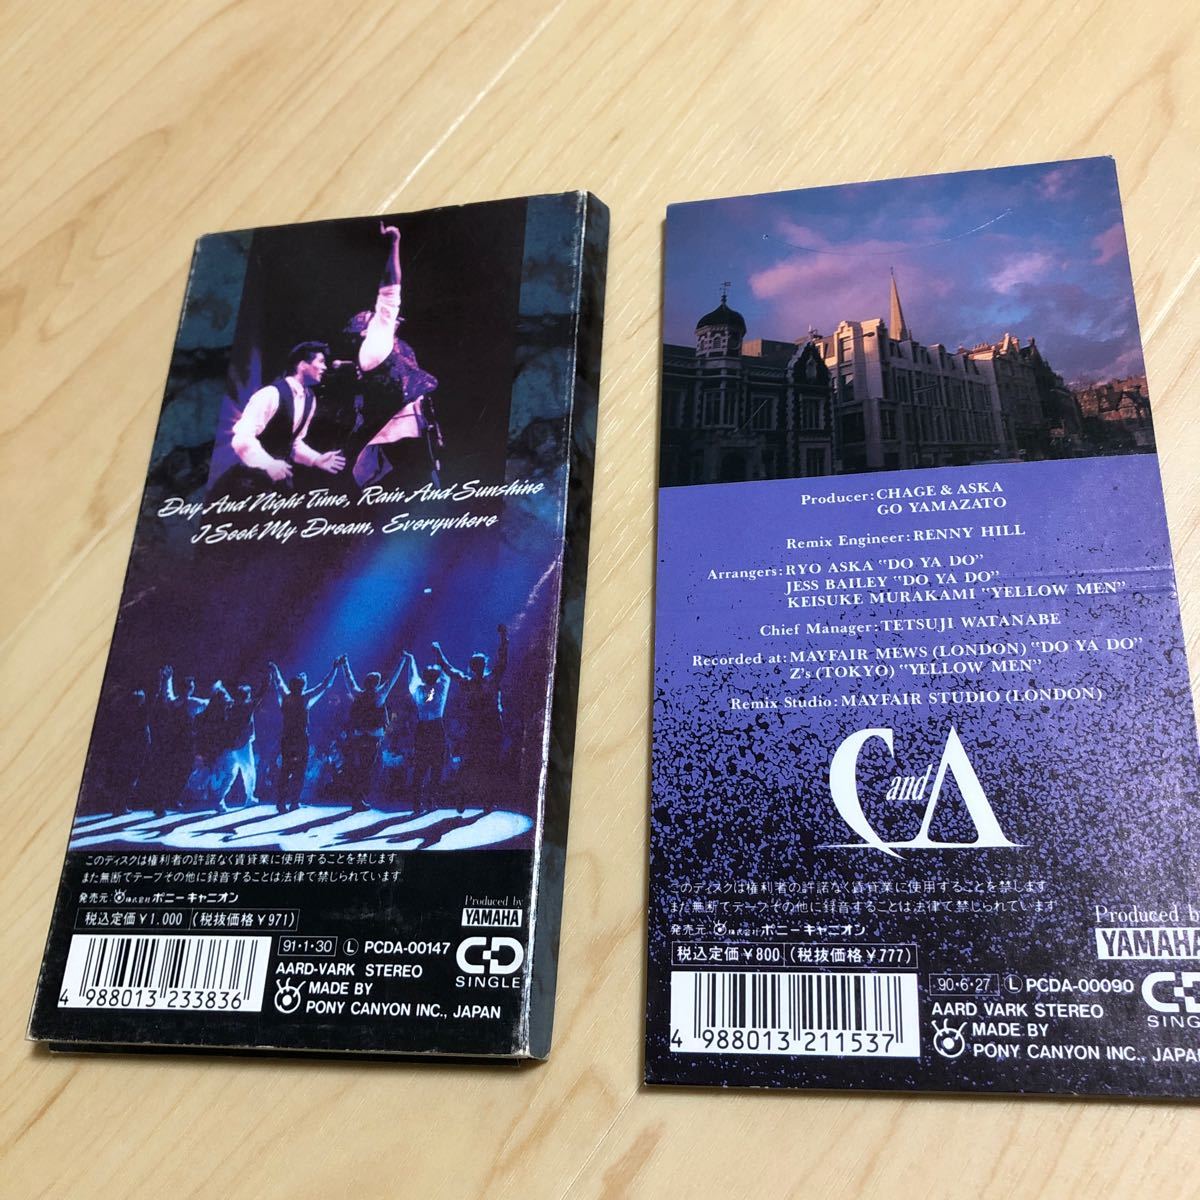 Day And Night Time, Rain And Sunshine
I Seek My Dream, Everywhere
このディスクは権利者の許諾なく賃貸業に使用することを禁じます
また無断でテープその他に録音することは法律で禁じられています
発売元 株式会社 ポニーキャニオン
税込定価¥1.000 (税抜価格¥971)
Produced by
YAMAHA
91・1・30 Ⓛ PCDA-00147
AARD-VARK STEREO
MADE BY
PONY CANYON INC., JAPAN
CD
SINGLE
4 988013 233836
Producer:CHAGE & ASKA
GO YAMAZATO
Remix Engineer:RENNY HILL
Arrangers:RYO ASKA "DO YA DO"
JESS BAILEY "DO YA DO"
KEISUKE MURAKAMI "YELLOW MEN"
Chief Manager:TETSUJI WATANABE
Recorded at:MAYFAIR MEWS (LONDON) "DO YA DO"
Z's (TOKYO) "YELLOW MEN"
Remix Studio:MAYFAIR STUDIO (LONDON)
C and A
このディスクは権利者の許諾なく賃貸業に使用することを禁じます
また無断でテープその他に録音することは法律で禁じられています
発売元 株式会社 ポニーキャニオン
税込定価¥800 (税抜価格¥777)
Produced by
YAMAHA
・90・6・27 Ⓛ PCDA-00090
AARD VARK STEREO
MADE BY
PONY CANYON INC., JAPA
CD
SINGL
4 988013 211537